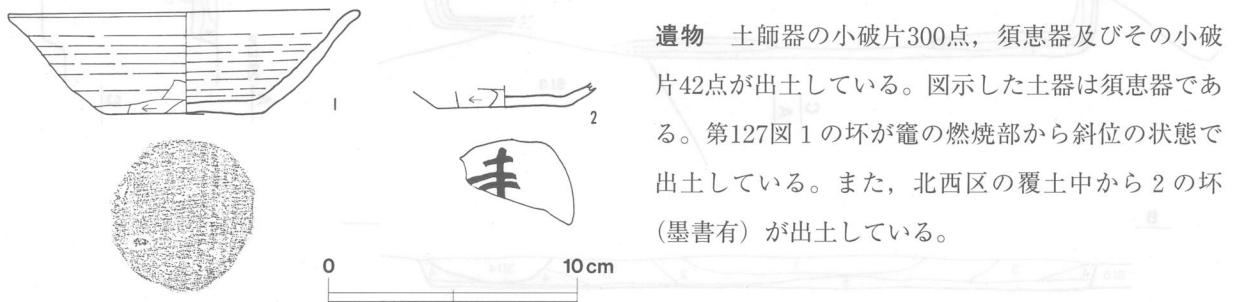 1
2
0 10cm
遺物 土師器の小破片300点，須恵器及びその小破
片42点が出土している。図示した土器は須恵器であ
る。第127図1の坏が竈の燃焼部から斜位の状態で
出土している。また，北西区の覆土中から2の坏
（墨書有）が出土している。